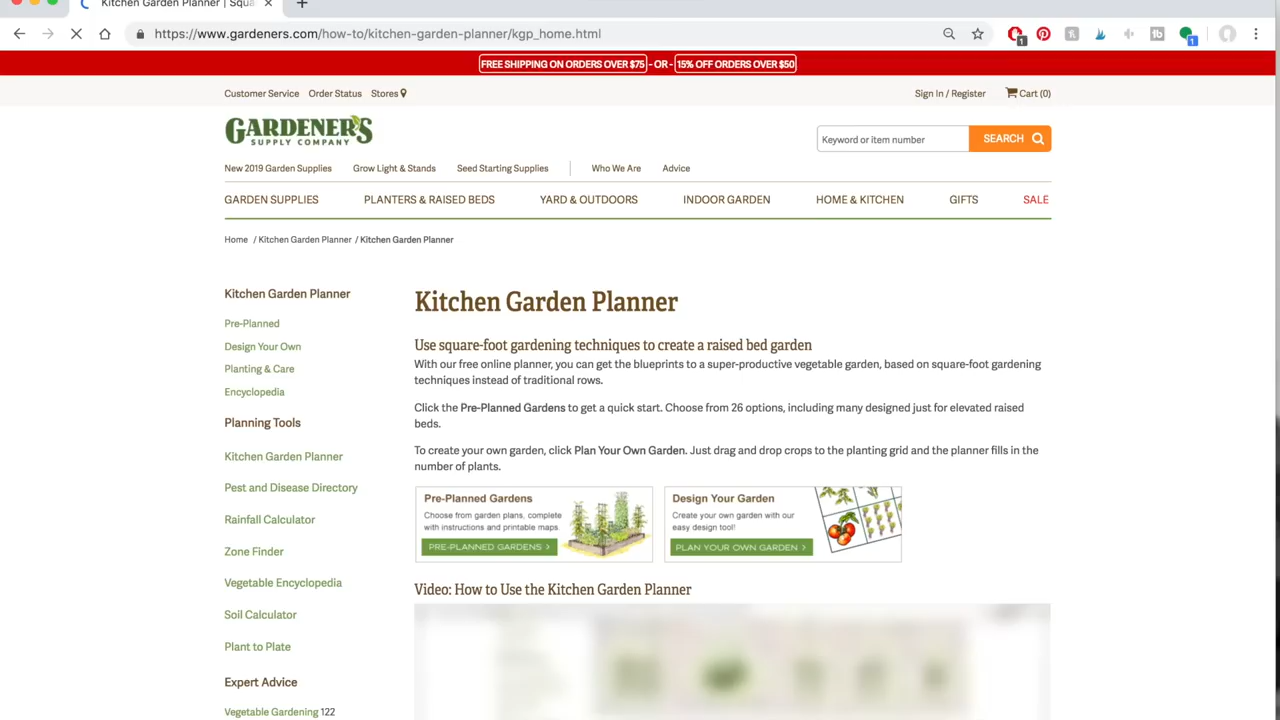 Kitchen Garden Planner | Squa
https://www.gardeners.com/how-to/kitchen-garden-planner/kgp_home.html
1
1
FREE SHIPPING ON ORDERS OVER $75 - OR - 15% OFF ORDERS OVER $50
Customer Service Order Status Stores
Sign In / Register Cart (0)
GARDENER'S
SUPPLY COMPANY
Keyword or item number SEARCH
New 2019 Garden Supplies Grow Light & Stands Seed Starting Supplies Who We Are Advice
GARDEN SUPPLIES PLANTERS & RAISED BEDS YARD & OUTDOORS INDOOR GARDEN HOME & KITCHEN GIFTS SALE
Home / Kitchen Garden Planner / Kitchen Garden Planner
Kitchen Garden Planner
Pre-Planned
Design Your Own
Planting & Care
Encyclopedia
Planning Tools
Kitchen Garden Planner
Pest and Disease Directory
Rainfall Calculator
Zone Finder
Vegetable Encyclopedia
Soil Calculator
Plant to Plate
Expert Advice
Vegetable Gardening 122
Kitchen Garden Planner
Use square-foot gardening techniques to create a raised bed garden
With our free online planner, you can get the blueprints to a super-productive vegetable garden, based on square-foot gardening
techniques instead of traditional rows.
Click the Pre-Planned Gardens to get a quick start. Choose from 26 options, including many designed just for elevated raised
beds.
To create your own garden, click Plan Your Own Garden. Just drag and drop crops to the planting grid and the planner fills in the
number of plants.
Pre-Planned Gardens
Choose from garden plans, complete
with instructions and printable maps.
PRE-PLANNED GARDENS >
Design Your Garden
Create your own garden with our
easy design tool!
PLAN YOUR OWN GARDEN >
Video: How to Use the Kitchen Garden Planner